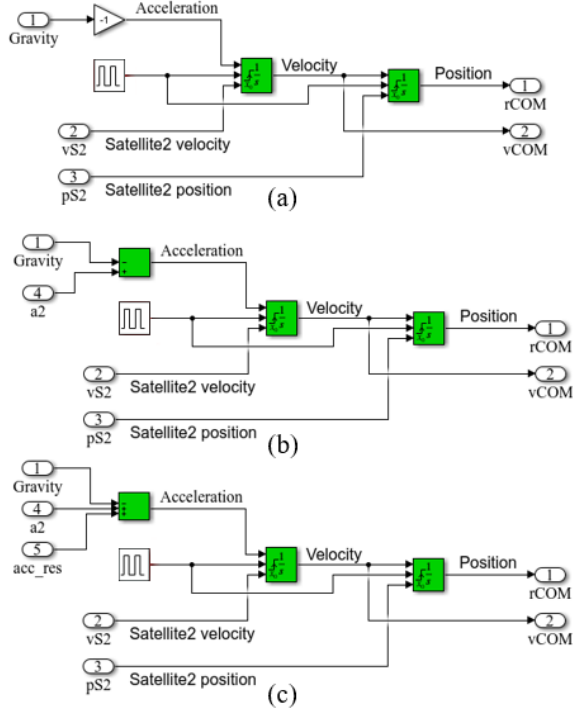 1
Gravity
-1
Acceleration
Velocity
Position
1
rCOM
2
vS2
Satellite2 velocity
2
vCOM
3
pS2
Satellite2 position
(a)
1
Gravity
4
a2
Acceleration
Velocity
Position
1
rCOM
2
vS2
Satellite2 velocity
2
vCOM
3
pS2
Satellite2 position
(b)
1
Gravity
4
a2
5
acc_res
Acceleration
Velocity
Position
1
rCOM
2
vS2
Satellite2 velocity
2
vCOM
3
pS2
Satellite2 position
(c)